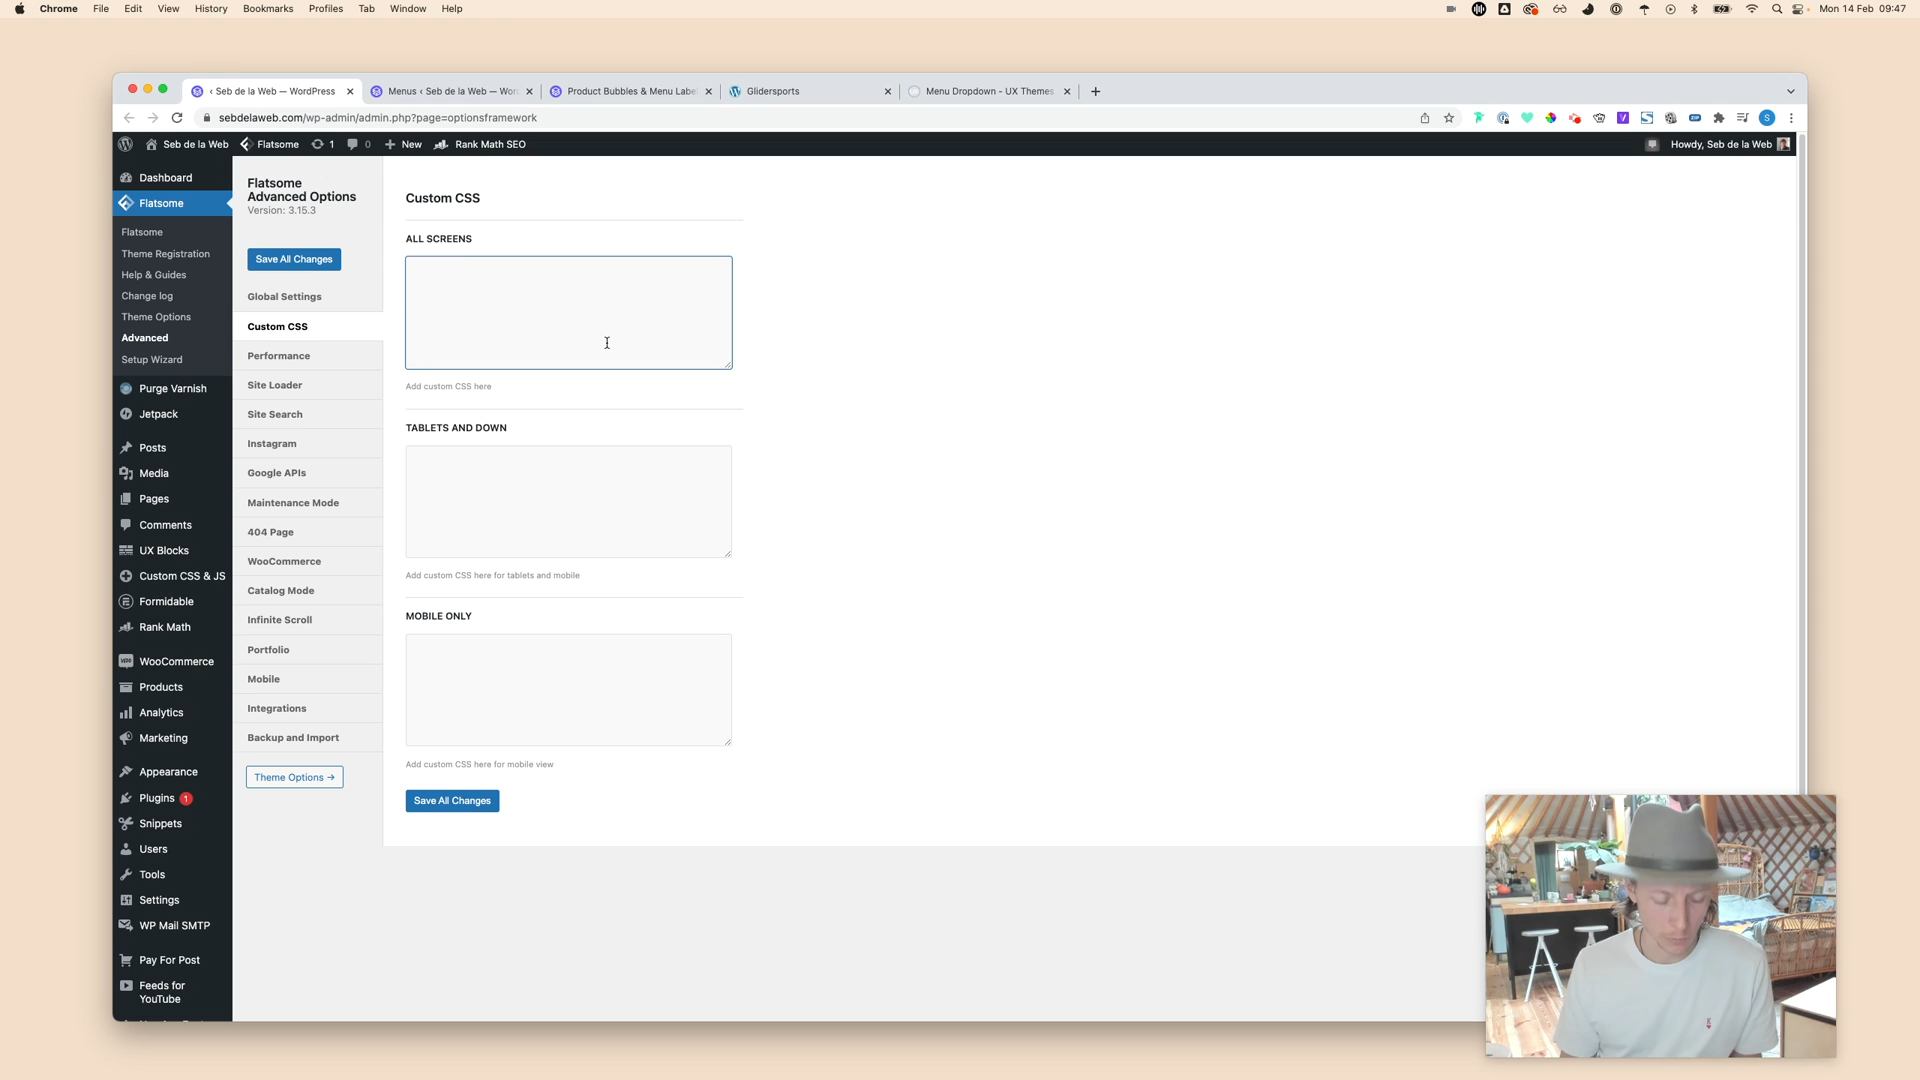 Chrome File Edit View History Bookmarks Profiles Tab Window Help Mon 14 Feb 09:47
‹ Seb de la Web — WordPress Menus ‹ Seb de la Web — Wor Product Bubbles & Menu Labe Glidersports Menu Dropdown - UX Themes
sebdelaweb.com/wp-admin/admin.php?page=optionsframework
Seb de la Web Flatsome 1 0 New Rank Math SEO Howdy, Seb de la Web
Dashboard
Flatsome
Flatsome
Theme Registration
Help & Guides
Change log
Theme Options
Advanced
Setup Wizard
Purge Varnish
Jetpack
Posts
Media
Pages
Comments
UX Blocks
Custom CSS & JS
Formidable
Rank Math
WooCommerce
Products
Analytics
Marketing
Appearance
Plugins 1
Snippets
Users
Tools
Settings
WP Mail SMTP
Pay For Post
Feeds for
YouTube
Flatsome
Advanced Options
Version: 3.15.3
Save All Changes
Global Settings
Custom CSS
Performance
Site Loader
Site Search
Instagram
Google APIs
Maintenance Mode
404 Page
WooCommerce
Catalog Mode
Infinite Scroll
Portfolio
Mobile
Integrations
Backup and Import
Theme Options →
Custom CSS
ALL SCREENS
Add custom CSS here
TABLETS AND DOWN
Add custom CSS here for tablets and mobile
MOBILE ONLY
Add custom CSS here for mobile view
Save All Changes